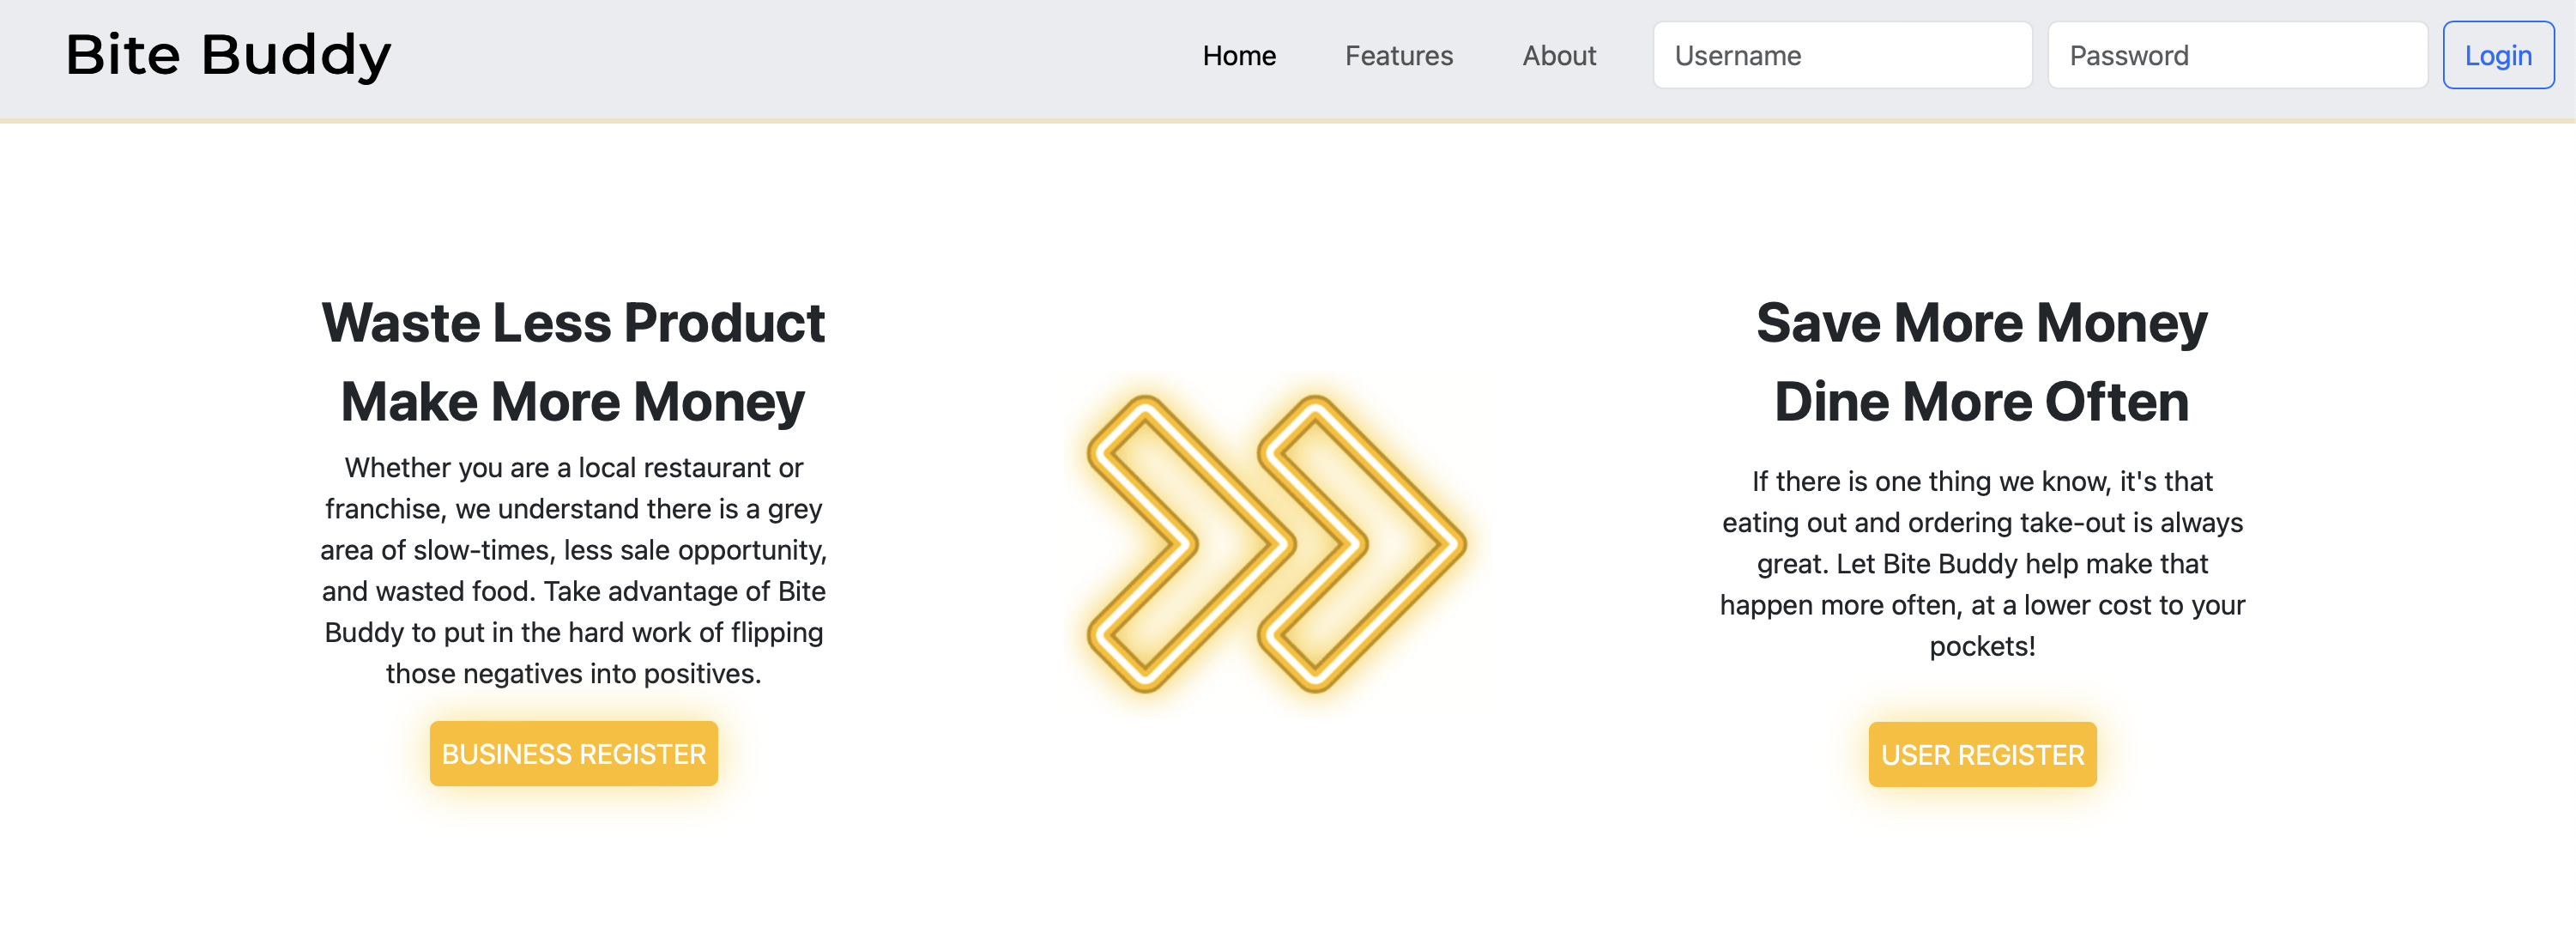 Bite Buddy
Home
Features
About
Username
Password
Login
Waste Less Product
Make More Money
Whether you are a local restaurant or
franchise, we understand there is a grey
area of slow-times, less sale opportunity,
and wasted food. Take advantage of Bite
Buddy to put in the hard work of flipping
those negatives into positives.
BUSINESS REGISTER
Save More Money
Dine More Often
If there is one thing we know, it's that
eating out and ordering take-out is always
great. Let Bite Buddy help make that
happen more often, at a lower cost to your
pockets!
USER REGISTER